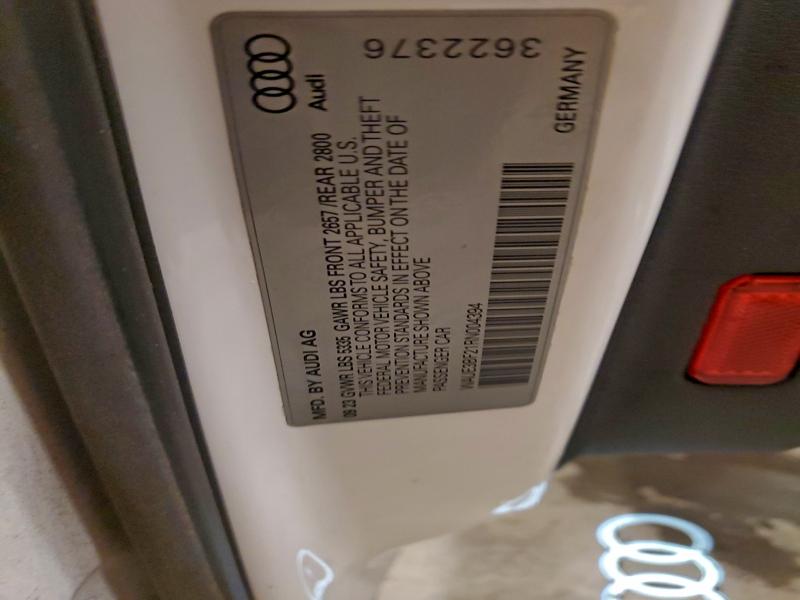 Audi
3622376
MFD. BY AUDI AG
23 GVWR LBS 5335 GAWR LBS FRONT 2657 / REAR 2800
THIS VEHICLE CONFORMS TO ALL APPLICABLE U.S.
FEDERAL MOTOR VEHICLE SAFETY, BUMPER AND THEFT
PREVENTION STANDARDS IN EFFECT ON THE DATE OF
MANUFACTURE SHOWN ABOVE
PASSENGER CAR
WAUE3BF21RN004394
GERMANY